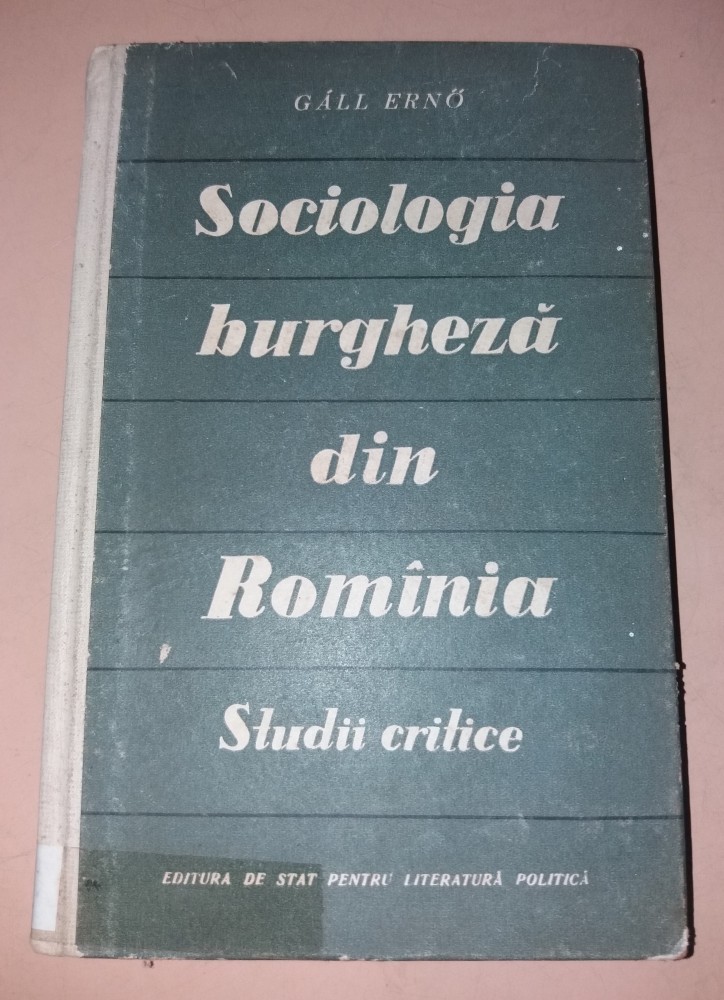 GÁLL ERNŐ
Sociologia
burgheză
din
Romînia
Studii critice
EDITURA DE STAT PENTRU LITERATURĂ POLITICĂ